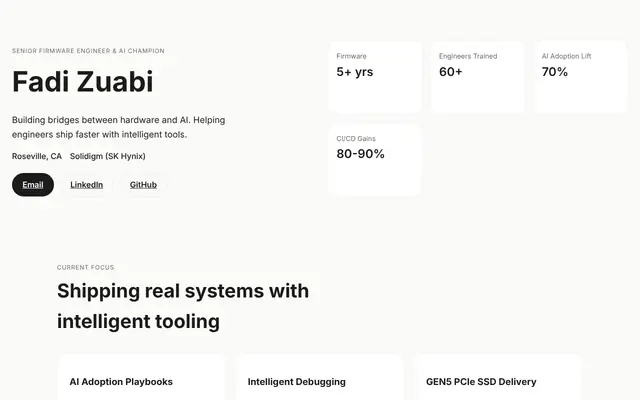 SENIOR FIRMWARE ENGINEER & AI CHAMPION
Fadi Zuabi
Building bridges between hardware and AI. Helping
engineers ship faster with intelligent tools.
Roseville, CA Solidigm (SK Hynix)
Email LinkedIn GitHub
Firmware
5+ yrs
Engineers Trained
60+
AI Adoption Lift
70%
CI/CD Gains
80-90%
CURRENT FOCUS
Shipping real systems with
intelligent tooling
AI Adoption Playbooks
Intelligent Debugging
GEN5 PCIe SSD Delivery